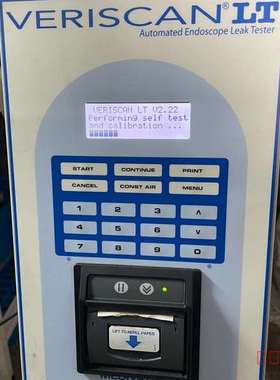 VERISCAN® LT
Automated Endoscope Leak Tester
VERISCAN LT V2.22
Performing self test
and calibration ...
START CONTINUE PRINT
CANCEL CONST AIR MENU
1 2 3 ∧
4 5 6 ∨
7 8 9 0
LIFT TO REFILL PAPER